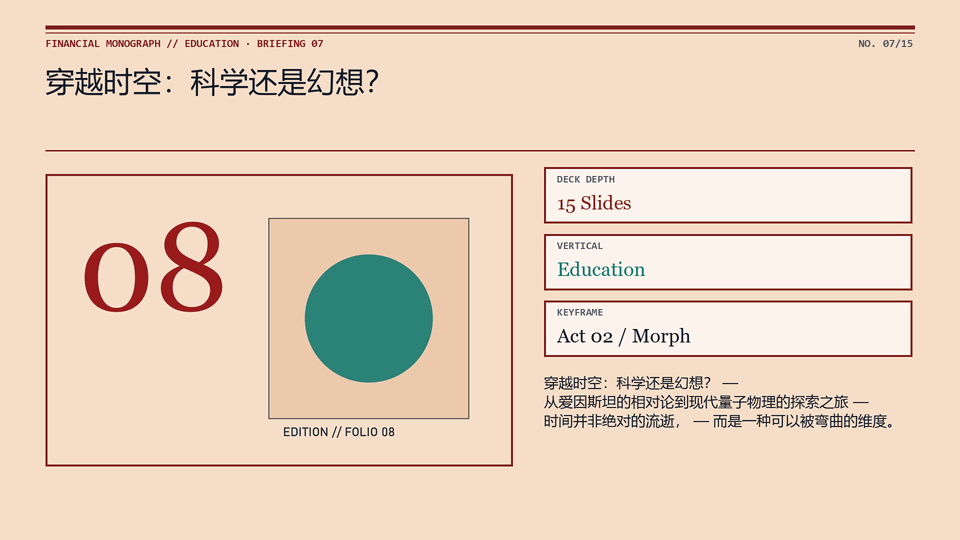 FINANCIAL MONOGRAPH // EDUCATION · BRIEFING 07
NO. 07/15
穿越时空：科学还是幻想？
08
EDITION // FOLIO 08
DECK DEPTH
15 Slides
VERTICAL
Education
KEYFRAME
Act 02 / Morph
穿越时空：科学还是幻想？ —
从爱因斯坦的相对论到现代量子物理的探索之旅 —
时间并非绝对的流逝， — 而是一种可以被弯曲的维度。